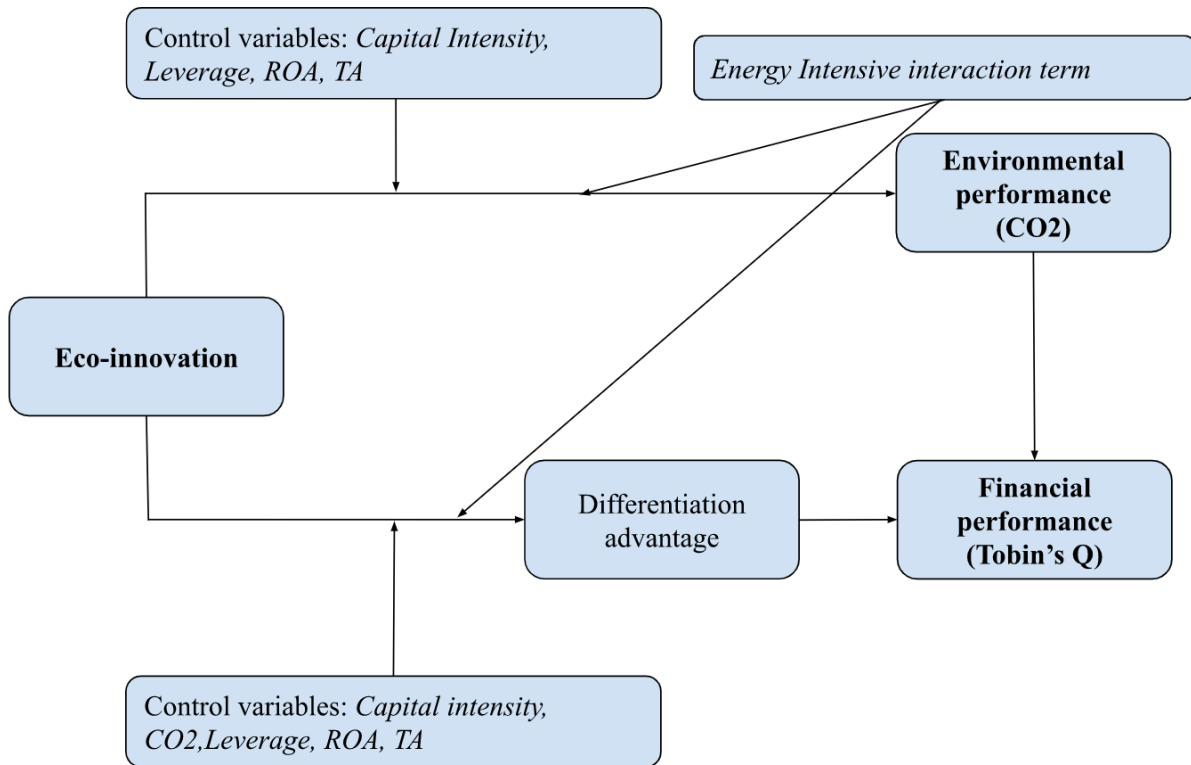 Control variables: Capital Intensity,
Leverage, ROA, TA
Energy Intensive interaction term
Environmental
performance
(CO2)
Eco-innovation
Differentiation
advantage
Financial
performance
(Tobin’s Q)
Control variables: Capital intensity,
CO2,Leverage, ROA, TA